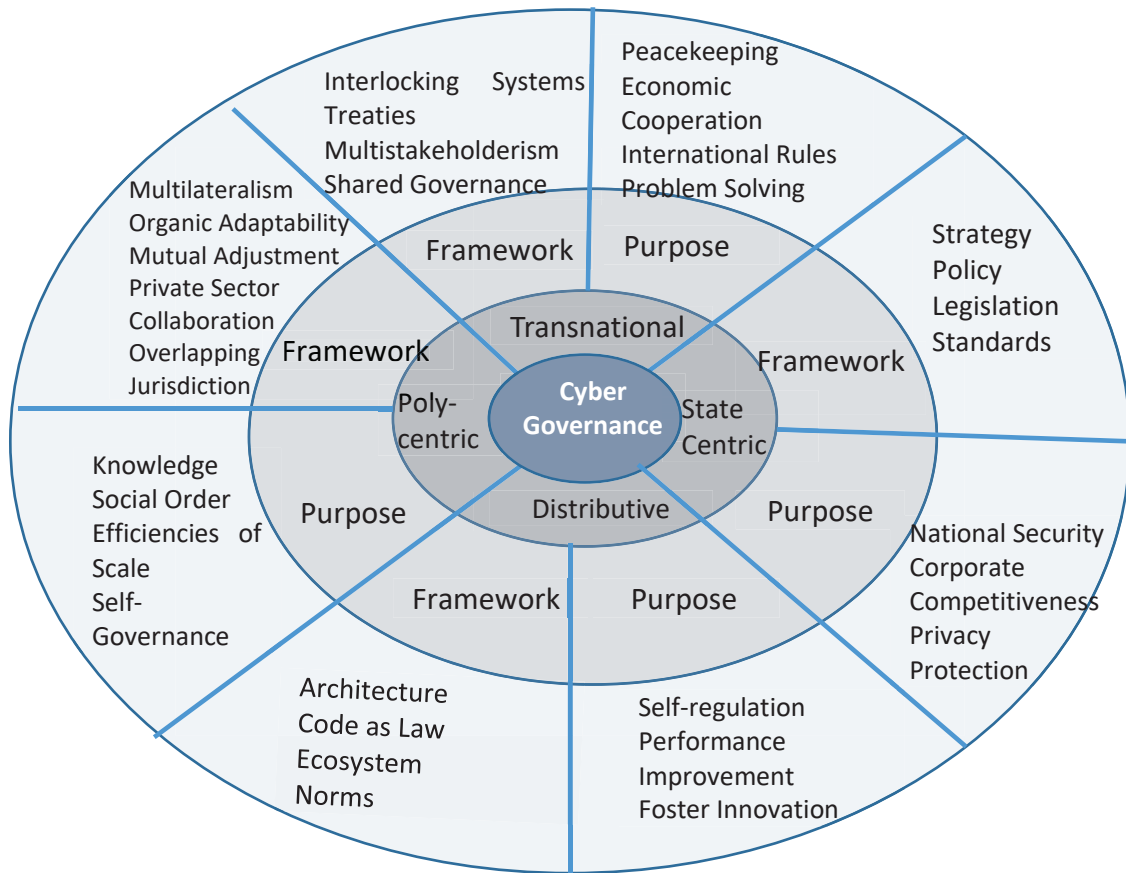 Interlocking Systems
Treaties
Multistakeholderism
Shared Governance
Peacekeeping
Economic
Cooperation
International Rules
Problem Solving
Multilateralism
Organic Adaptability
Mutual Adjustment
Private Sector
Collaboration
Overlapping
Jurisdiction
Strategy
Policy
Legislation
Standards
Framework
Purpose
Framework
Framework
Transnational
Cyber
Governance
Poly-
centric
State
Centric
Distributive
Purpose
Purpose
Framework
Purpose
Knowledge
Social Order
Efficiencies of
Scale
Self-
Governance
National Security
Corporate
Competitiveness
Privacy
Protection
Architecture
Code as Law
Ecosystem
Norms
Self-regulation
Performance
Improvement
Foster Innovation